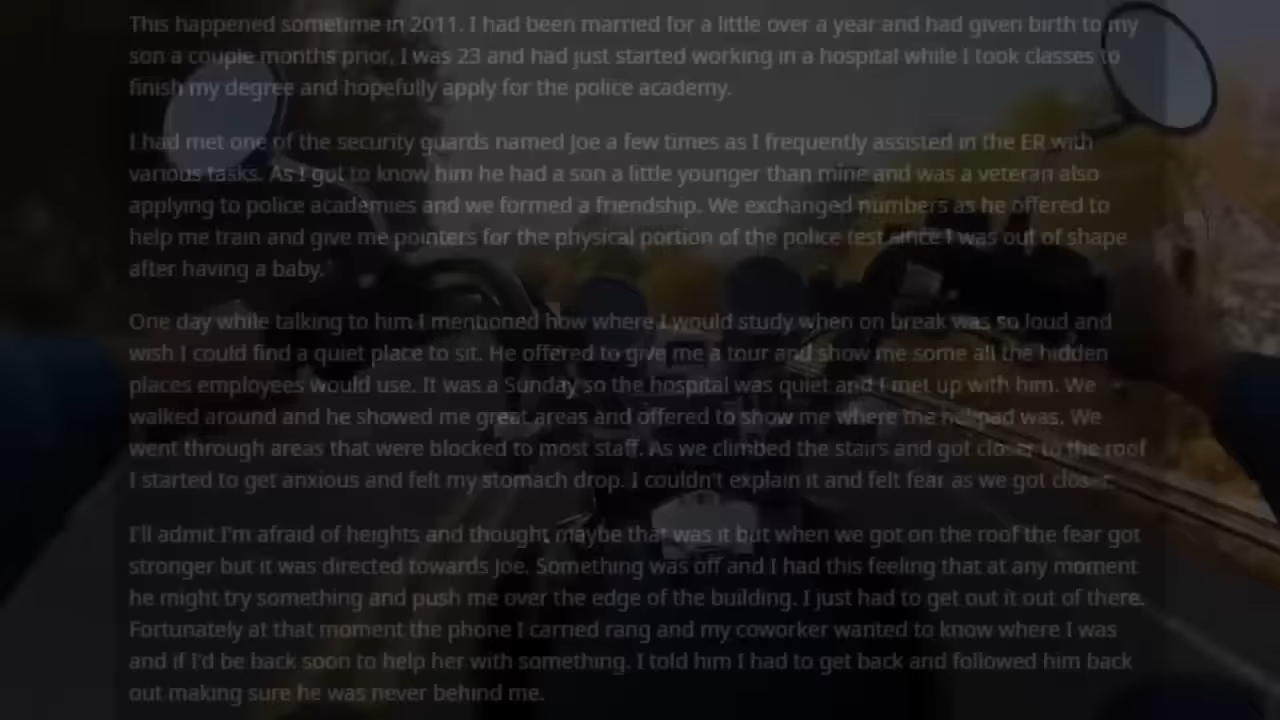 This happened sometime in 2011. I had been married for a little over a year and had given birth to my
son a couple months prior, I was 23 and had just started working in a hospital while I took classes to
finish my degree and hopefully apply for the police academy.
I had met one of the security guards named Joe a few times as I frequently assisted in the ER with
various tasks. As I got to know him he had a son a little younger than mine and was a veteran also
applying to police academies and we formed a friendship. We exchanged numbers as he offered to
help me train and give me pointers for the physical portion of the police test since I was out of shape
after having a baby.
One day while talking to him I mentioned how where I would study when on break was so loud and
wish I could find a quiet place to sit. He offered to give me a tour and show me some all the hidden
places employees would use. It was a Sunday so the hospital was quiet and I met up with him. We
walked around and he showed me great areas and offered to show me where the helipad was. We
went through areas that were blocked to most staff. As we climbed the stairs and got closer to the roof
I started to get anxious and felt my stomach drop. I couldn't explain it and felt fear as we got closer.
I'll admit I'm afraid of heights and thought maybe that was it but when we got on the roof the fear got
stronger but it was directed towards Joe. Something was off and I had this feeling that at any moment
he might try something and push me over the edge of the building. I just had to get out it out of there.
Fortunately at that moment the phone I carried rang and my coworker wanted to know where I was
and if I'd be back soon to help her with something. I told him I had to get back and followed him back
out making sure he was never behind me.